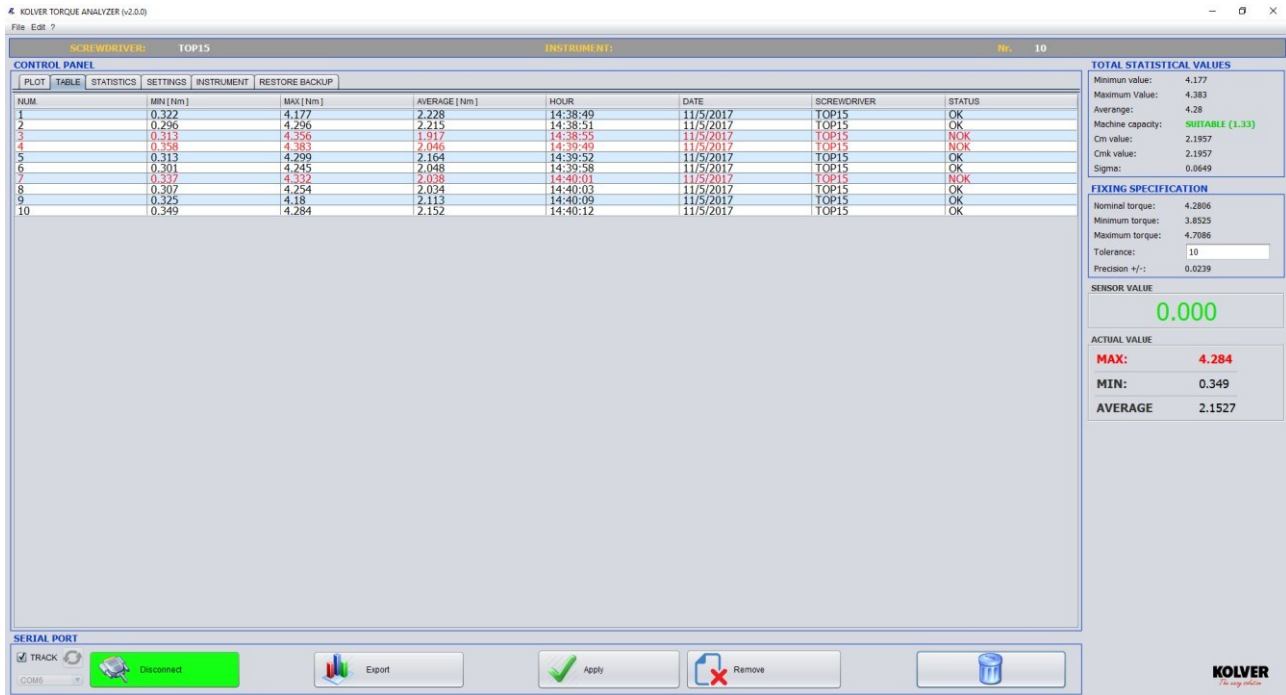 KOLVER TORQUE ANALYZER (v2.0.0)
File Edit ?
SCREWDRIVER: TOP15 INSTRUMENT: Nr. 10
CONTROL PANEL
PLOT TABLE STATISTICS SETTINGS INSTRUMENT RESTORE BACKUP
NUM. MIN [ Nm ] MAX [ Nm ] AVERAGE [ Nm ] HOUR DATE SCREWDRIVER STATUS
1 0.322 4.177 2.228 14:38:49 11/5/2017 TOP15 OK
2 0.296 4.296 2.215 14:38:51 11/5/2017 TOP15 OK
3 0.313 4.356 1.917 14:38:55 11/5/2017 TOP15 NOK
4 0.358 4.383 2.046 14:39:49 11/5/2017 TOP15 NOK
5 0.313 4.299 2.164 14:39:52 11/5/2017 TOP15 OK
6 0.301 4.245 2.048 14:39:58 11/5/2017 TOP15 OK
7 0.337 4.332 2.038 14:40:01 11/5/2017 TOP15 NOK
8 0.307 4.254 2.034 14:40:03 11/5/2017 TOP15 OK
9 0.325 4.18 2.113 14:40:09 11/5/2017 TOP15 OK
10 0.349 4.284 2.152 14:40:12 11/5/2017 TOP15 OK
TOTAL STATISTICAL VALUES
Minimun value: 4.177
Maximum Value: 4.383
Averange: 4.28
Machine capacity: SUITABLE (1.33)
Cm value: 2.1957
Cmk value: 2.1957
Sigma: 0.0649
FIXING SPECIFICATION
Nominal torque: 4.2806
Minimum torque: 3.8525
Maximum torque: 4.7086
Tolerance: 10
Precision +/-: 0.0239
SENSOR VALUE
0.000
ACTUAL VALUE
MAX: 4.284
MIN: 0.349
AVERAGE 2.1527
SERIAL PORT
TRACK
COM6
Disconnect
Export
Apply
Remove
KOLVER
The easy solution